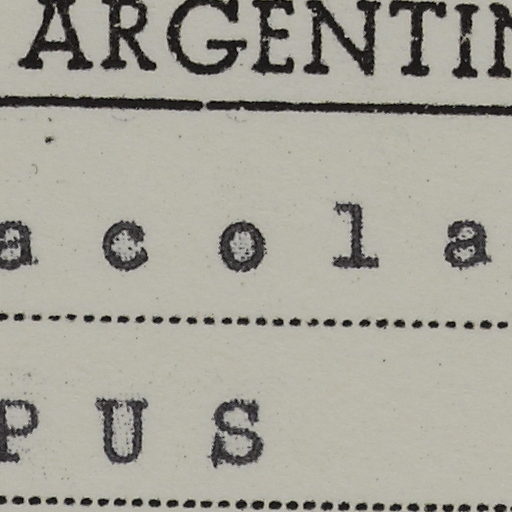 ARGENTIN
a c o l a
P U S